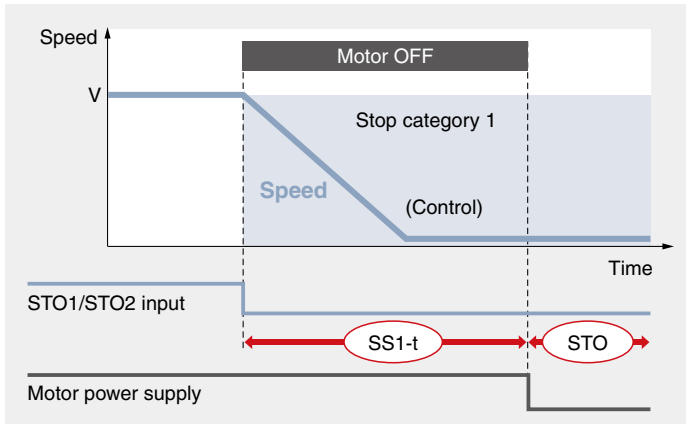 Speed
Motor OFF
V
Stop category 1
Speed
(Control)
Time
STO1/STO2 input
SS1-t
STO
Motor power supply